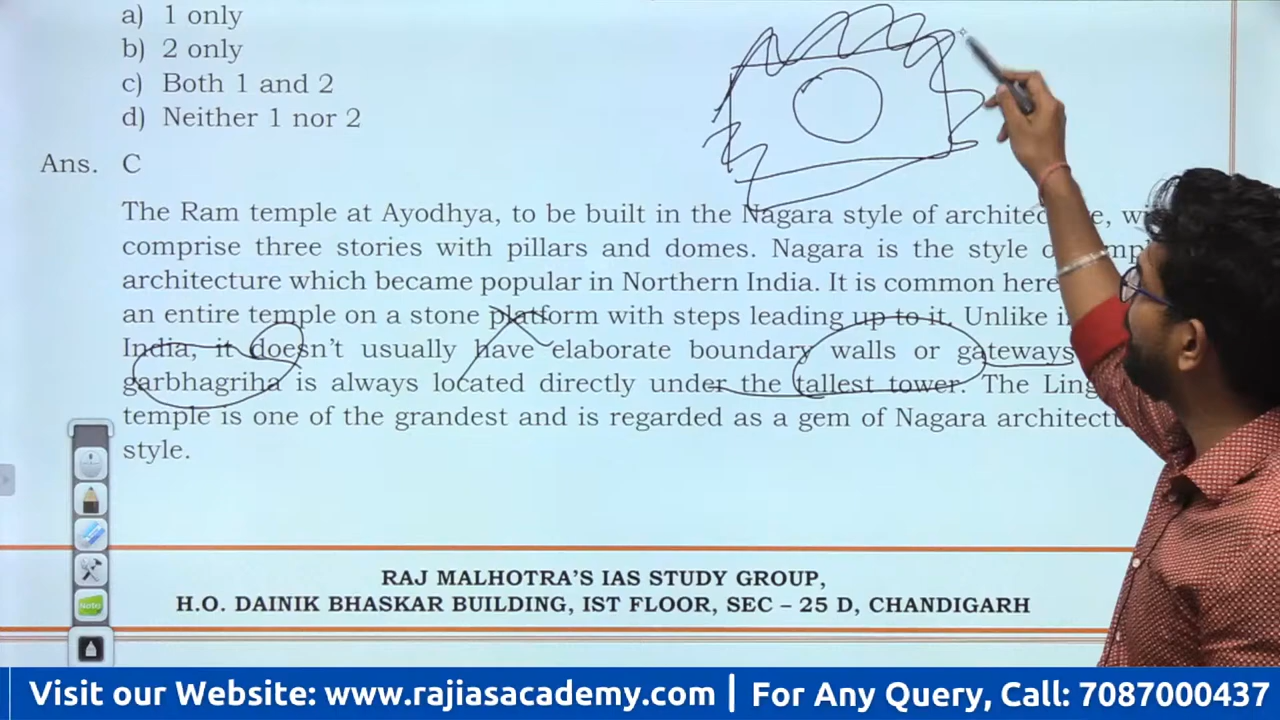 a) 1 only
b) 2 only
c) Both 1 and 2
d) Neither 1 nor 2
Ans. C
The Ram temple at Ayodhya, to be built in the Nagara style of
comprise three stories with pillars and domes. Nagara is the style
architecture which became popular in Northern India. It is common here
an entire temple on a stone platform with steps leading up to it. Unlike
India, it doesn't usually have elaborate boundary walls or gateways
garbhagriha is always located directly under the tallest tower. The
temple is one of the grandest and is regarded as a gem of Nagara
style.
Note
RAJ MALHOTRA'S IAS STUDY GROUP,
H.O. DAINIK BHASKAR BUILDING, IST FLOOR, SEC – 25 D, CHANDIGARH
Visit our Website: www.rajiasacademy.com | For Any Query, Call: 7087000437